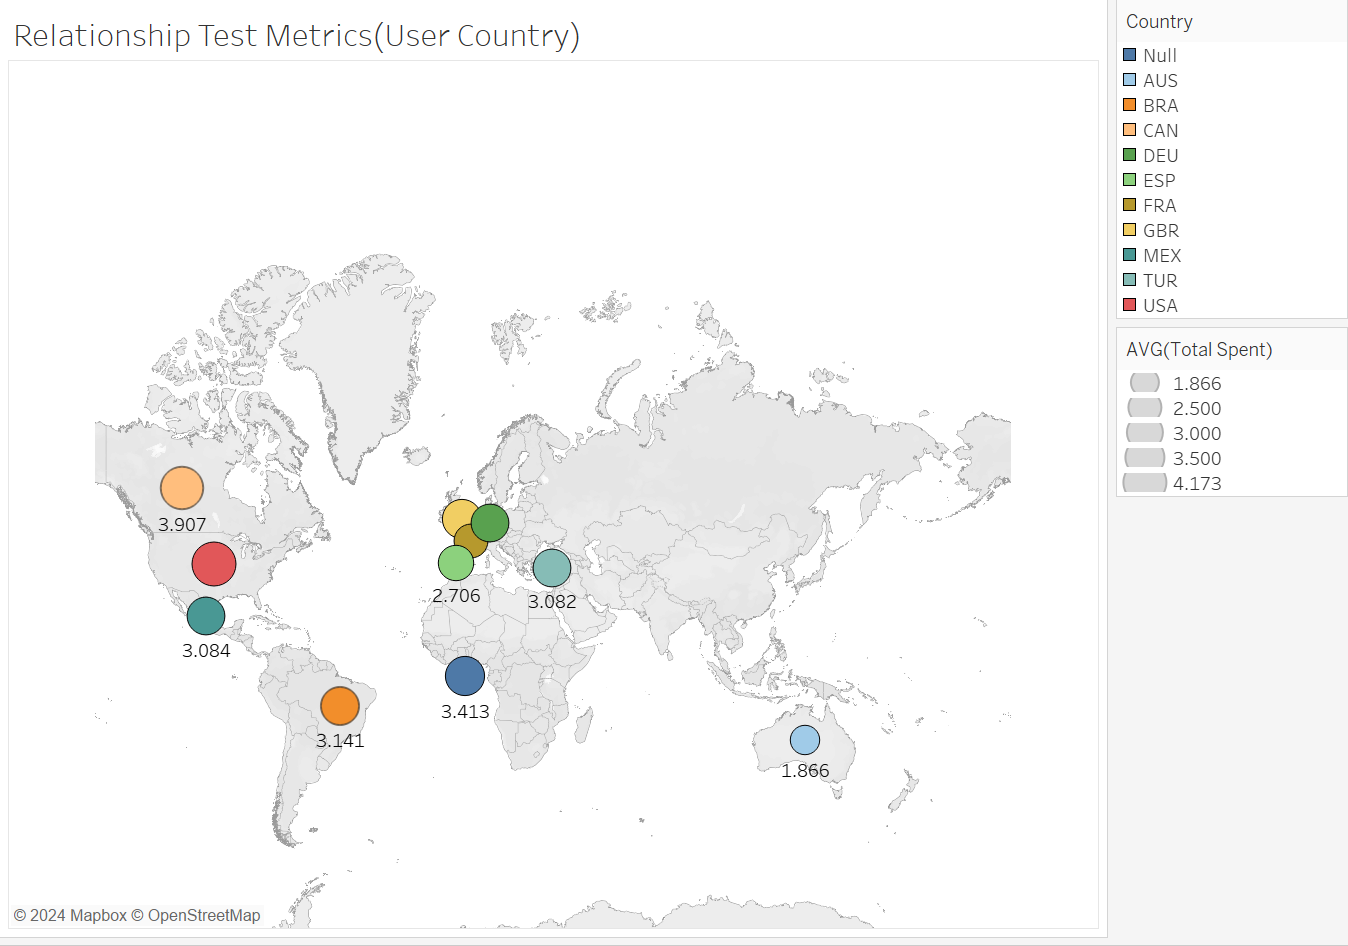 Relationship Test Metrics(User Country)
3.907
2.706
3.082
3.084
3.413
3.141
1.866
© 2024 Mapbox © OpenStreetMap
Country
Null
AUS
BRA
CAN
DEU
ESP
FRA
GBR
MEX
TUR
USA
AVG(Total Spent)
1.866
2.500
3.000
3.500
4.173